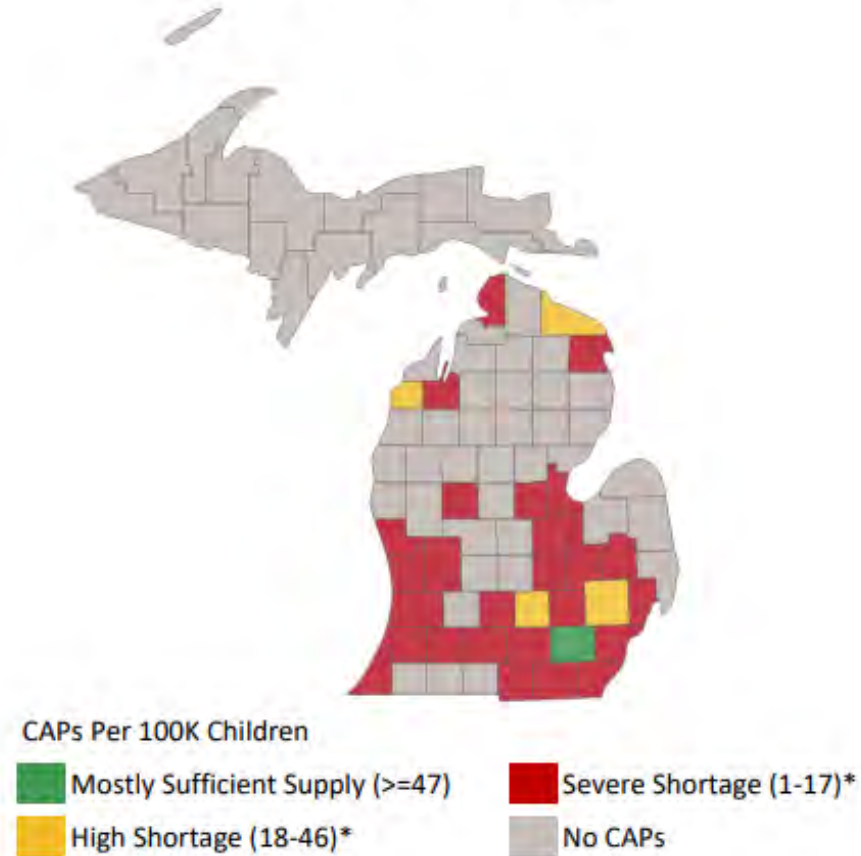 CAPs Per 100K Children
Mostly Sufficient Supply (>=47)
Severe Shortage (1-17)*
High Shortage (18-46)*
No CAPs